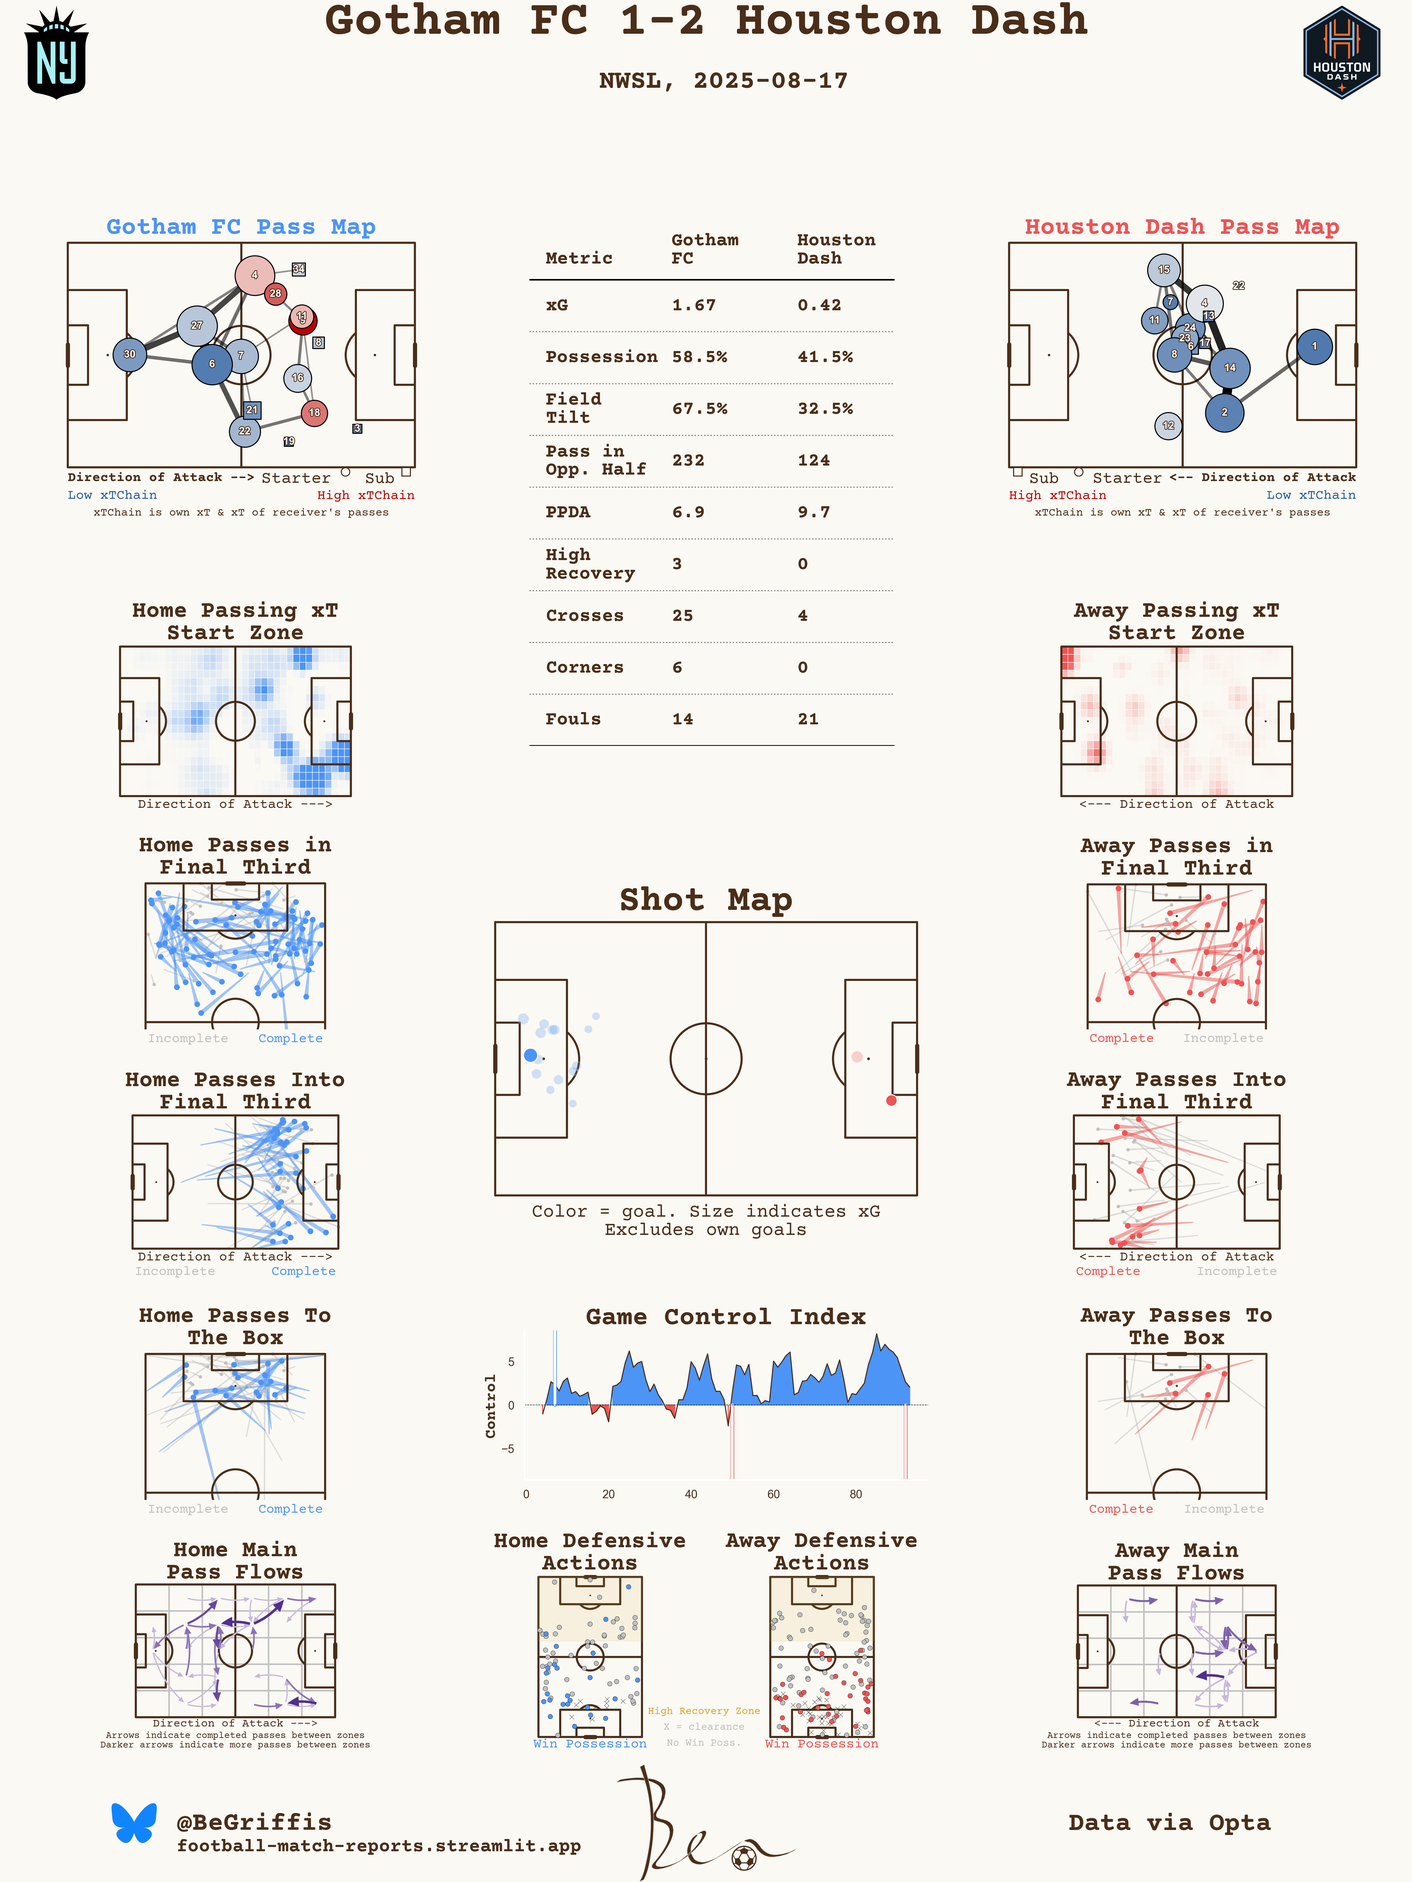 Gotham FC 1-2 Houston Dash
NWSL, 2025-08-17
NY
HOUSTON
DASH
Gotham FC Pass Map
4
34
28
11
27
8
30
6
7
16
21
18
22
19
3
Direction of Attack --> Starter Sub
Low xTChain High xTChain
xTChain is own xT & xT of receiver's passes
Metric Gotham FC Houston Dash
xG 1.67 0.42
Possession 58.5% 41.5%
Field Tilt 67.5% 32.5%
Pass in Opp. Half 232 124
PPDA 6.9 9.7
High Recovery 3 0
Crosses 25 4
Corners 6 0
Fouls 14 21
Houston Dash Pass Map
15
22
7
4
11
13
24
23
17
6
8
14
1
2
12
Sub Starter <-- Direction of Attack
High xTChain Low xTChain
xTChain is own xT & xT of receiver's passes
Home Passing xT
Start Zone
Direction of Attack --->
Away Passing xT
Start Zone
<--- Direction of Attack
Home Passes in
Final Third
Incomplete Complete
Shot Map
Color = goal. Size indicates xG
Excludes own goals
Away Passes in
Final Third
Complete Incomplete
Home Passes Into
Final Third
Direction of Attack --->
Incomplete Complete
Away Passes Into
Final Third
<--- Direction of Attack
Complete Incomplete
Home Passes To
The Box
Incomplete Complete
Game Control Index
Control
5
0
−5
0 20 40 60 80
Away Passes To
The Box
Complete Incomplete
Home Main
Pass Flows
Direction of Attack --->
Arrows indicate completed passes between zones
Darker arrows indicate more passes between zones
Home Defensive
Actions
Win Possession
Away Defensive
Actions
Win Possession
High Recovery Zone
X = clearance
No Win Poss.
Away Main
Pass Flows
<--- Direction of Attack
Arrows indicate completed passes between zones
Darker arrows indicate more passes between zones
@BeGriffis
football-match-reports.streamlit.app
Ben
Data via Opta